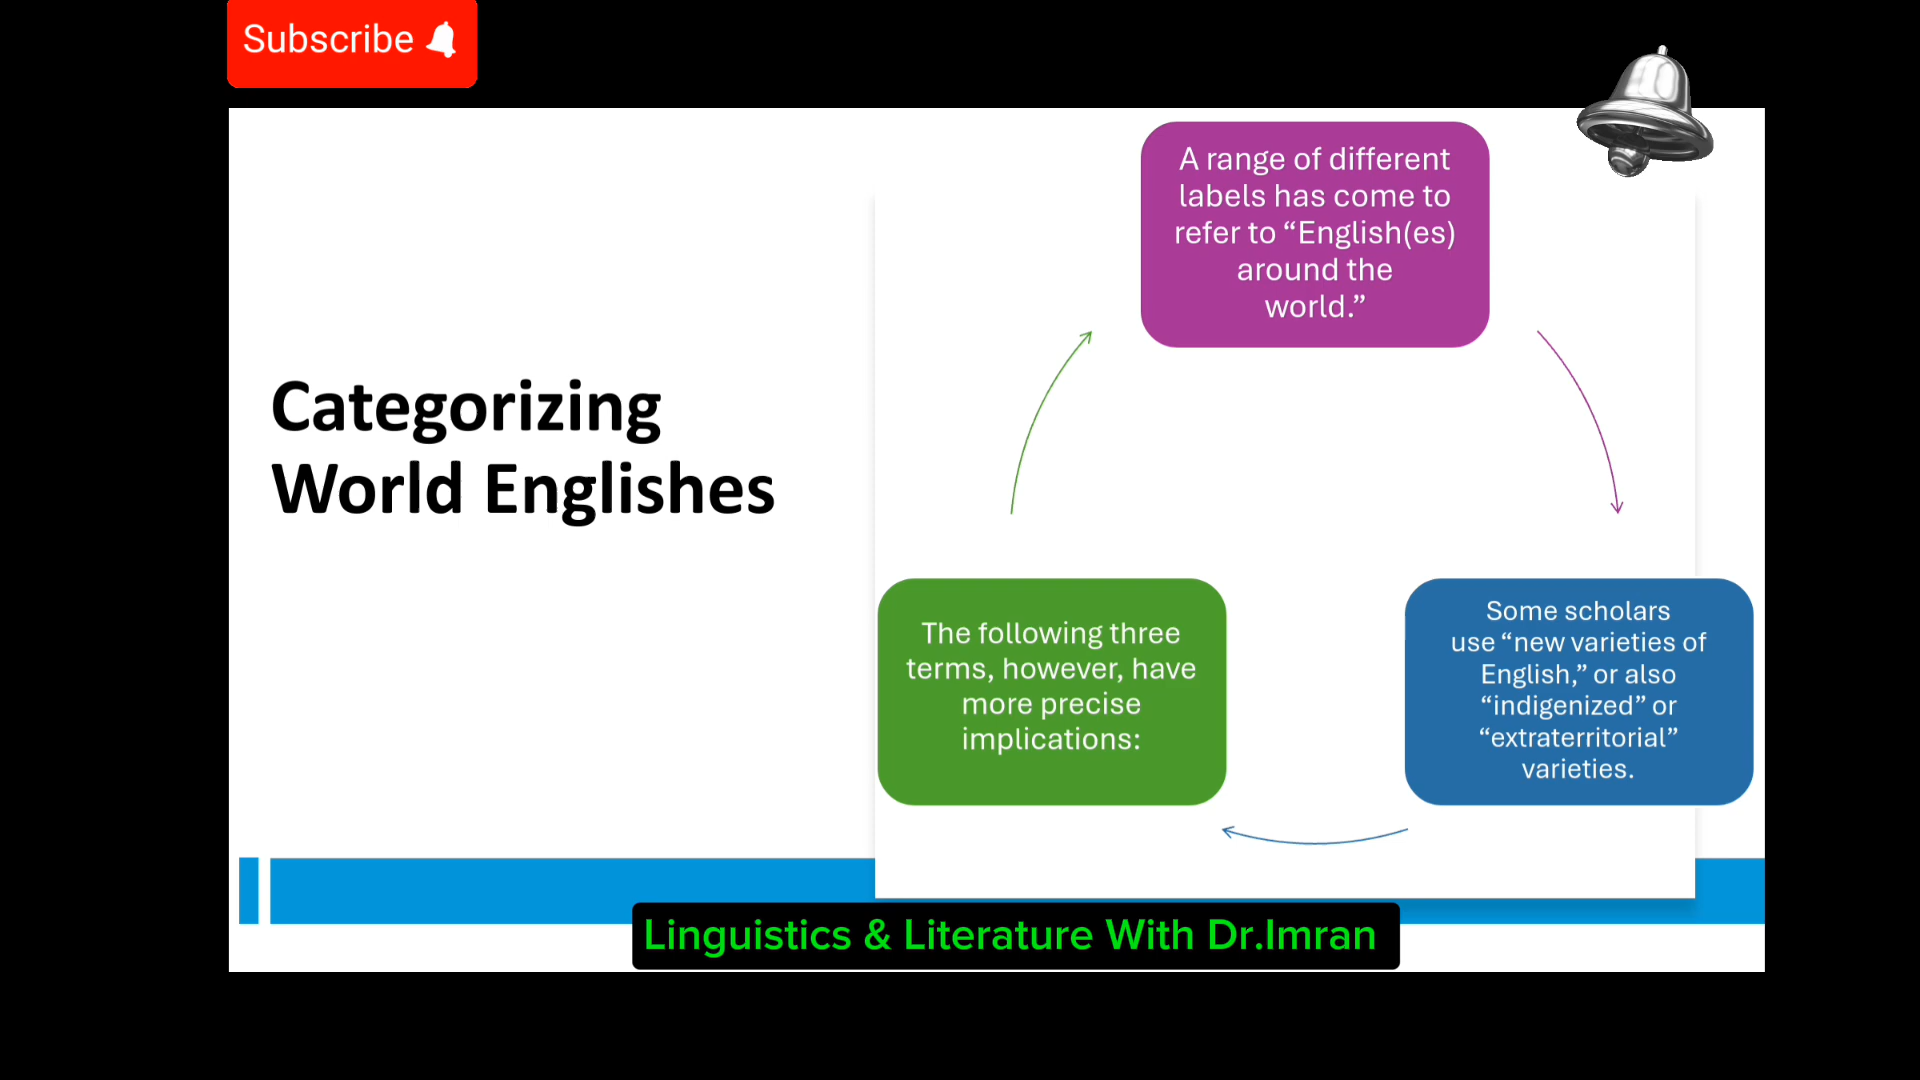 Subscribe
Categorizing
World Englishes
A range of different
labels has come to
refer to “English(es)
around the
world.”
Some scholars
use “new varieties of
English,” or also
“indigenized” or
“extraterritorial”
varieties.
The following three
terms, however, have
more precise
implications:
Linguistics & Literature With Dr.Imran